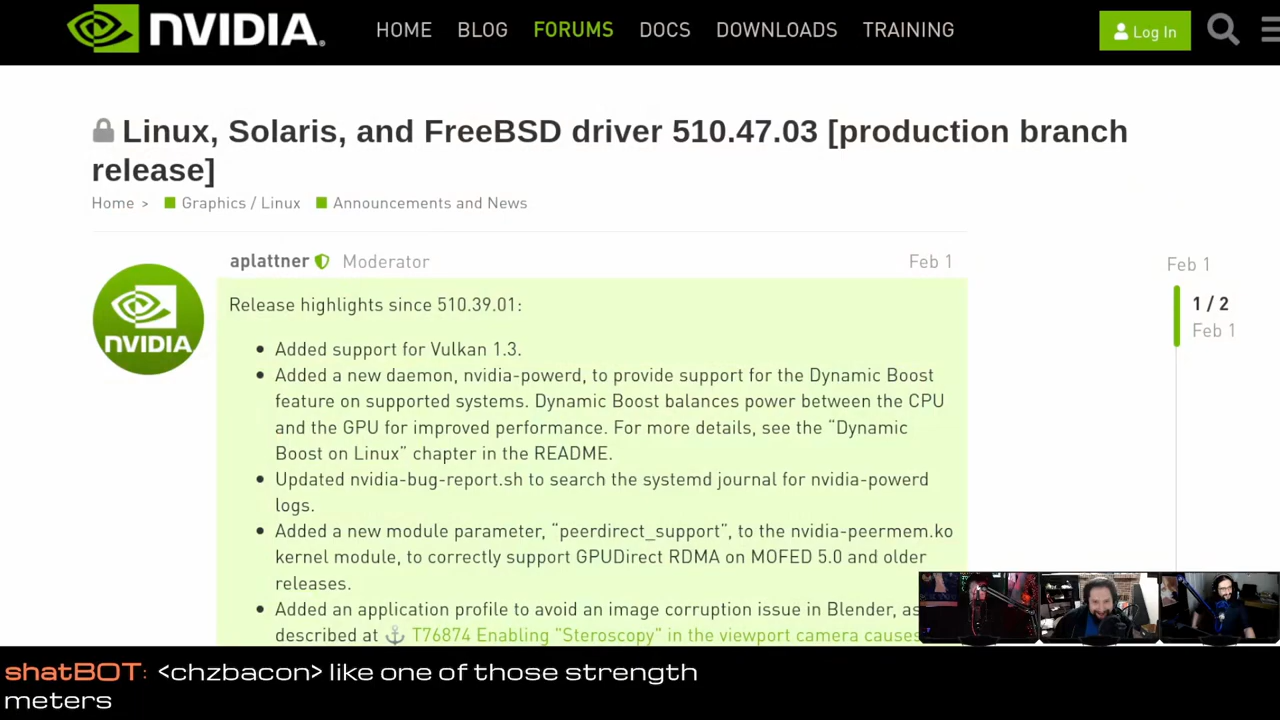 NVIDIA.
HOME BLOG FORUMS DOCS DOWNLOADS TRAINING
Log In
Linux, Solaris, and FreeBSD driver 510.47.03 [production branch
release]
Home > Graphics / Linux Announcements and News
aplattner Moderator Feb 1
NVIDIA
Release highlights since 510.39.01:
• Added support for Vulkan 1.3.
• Added a new daemon, nvidia-powerd, to provide support for the Dynamic Boost
feature on supported systems. Dynamic Boost balances power between the CPU
and the GPU for improved performance. For more details, see the “Dynamic
Boost on Linux” chapter in the README.
• Updated nvidia-bug-report.sh to search the systemd journal for nvidia-powerd
logs.
• Added a new module parameter, “peerdirect_support”, to the nvidia-peermem.ko
kernel module, to correctly support GPUDirect RDMA on MOFED 5.0 and older
releases.
• Added an application profile to avoid an image corruption issue in Blender, as
described at ⚓ T76874 Enabling "Steroscopy" in the viewport camera causes
Feb 1
1 / 2
Feb 1
shatBOT: <chzbacon> like one of those strength
meters